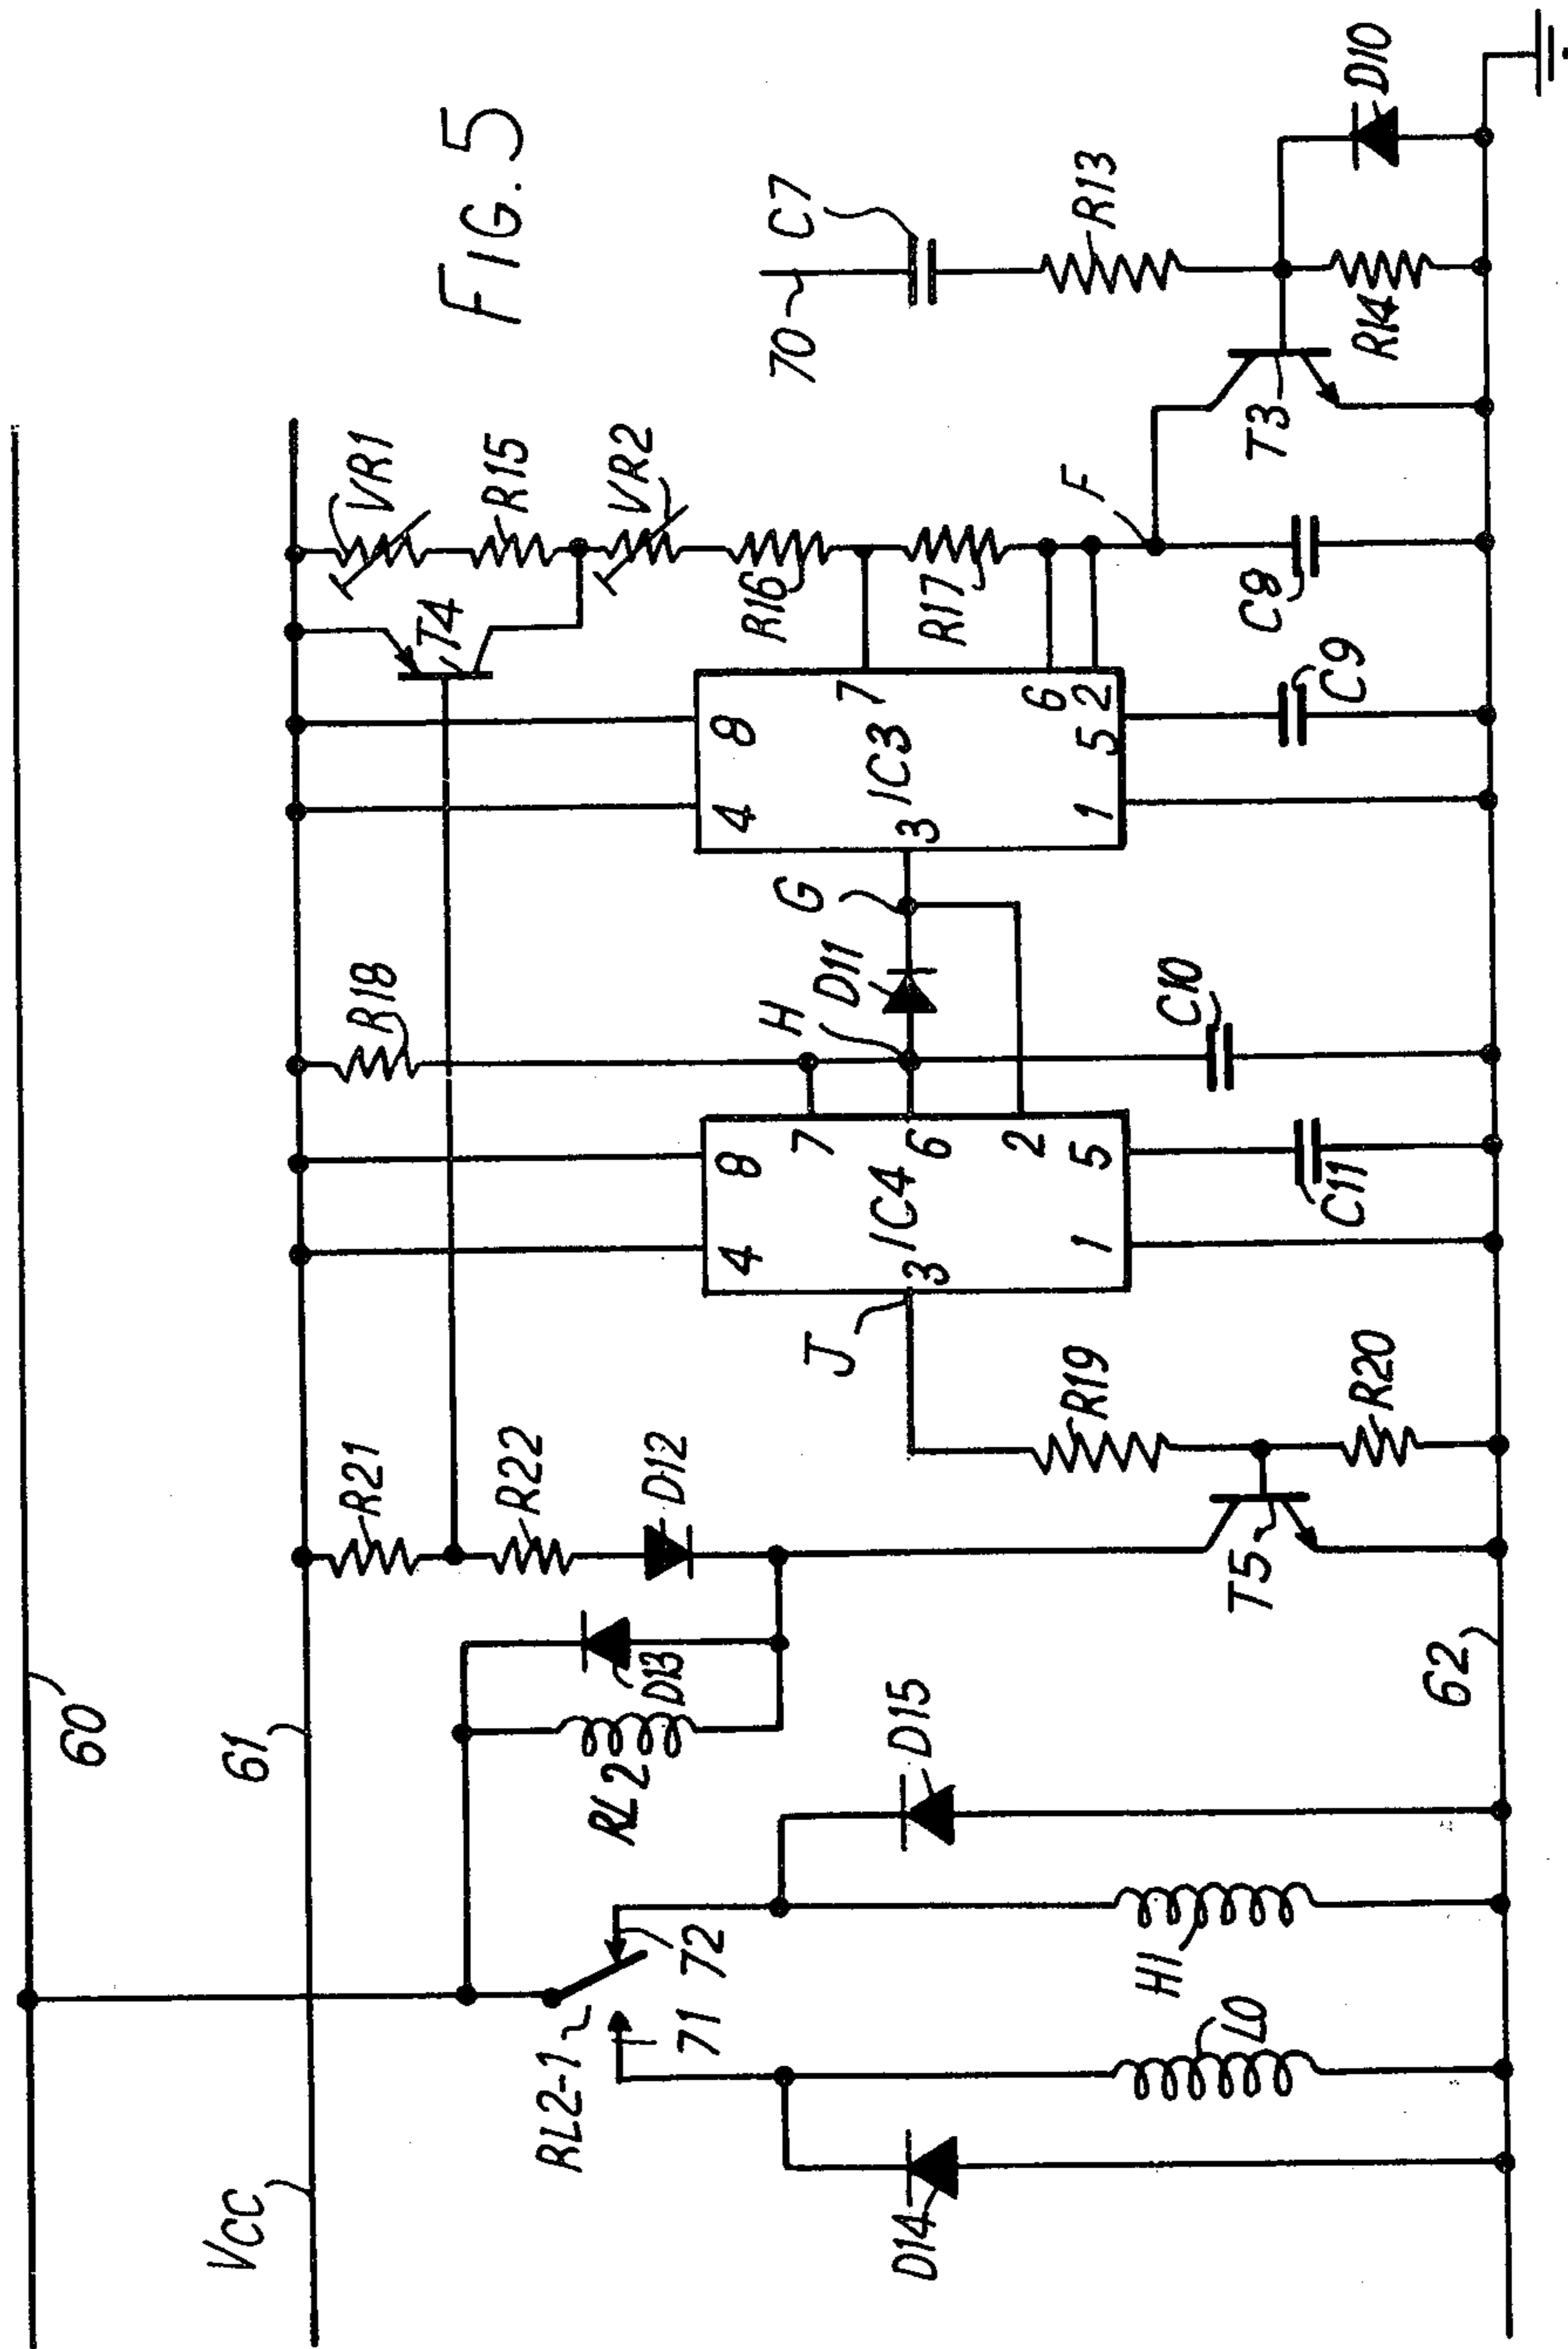 FIG. 5
60
VCC
61
VR1
R15
VR2
R16
R17
T4
F
C8
C9
70
C7
R13
R14
T3
D10
8
4
7
6
2
5
1
3
IC3
G
D11
H
R18
C10
8
4
7
6
2
5
1
3
IC4
C11
J
R19
R20
T5
R21
R22
D12
D13
RL2
D15
RL2-1
71
72
HI
LO
D14
62